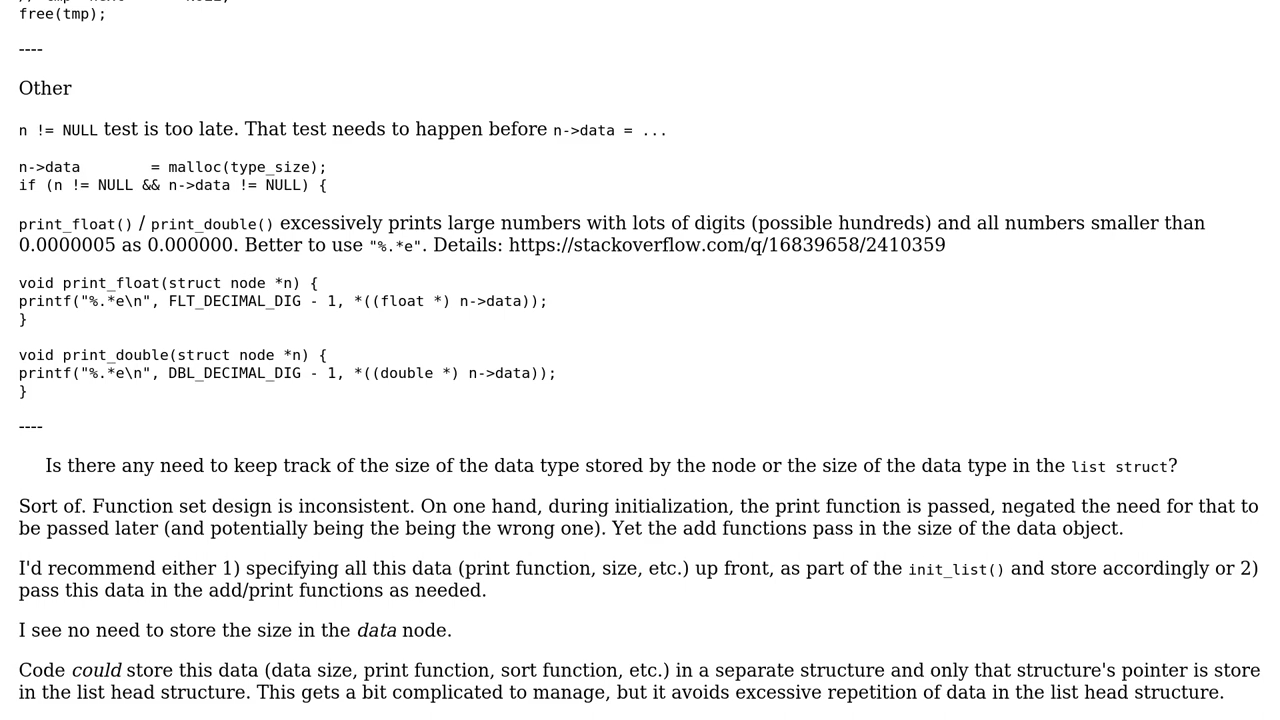 free(tmp);
----
Other
n != NULL test is too late. That test needs to happen before n->data = ...
n->data        = malloc(type_size);
if (n != NULL && n->data != NULL) {
print_float() / print_double() excessively prints large numbers with lots of digits (possible hundreds) and all numbers smaller than
0.0000005 as 0.000000. Better to use "%.*e". Details: https://stackoverflow.com/q/16839658/2410359
void print_float(struct node *n) {
printf("%.*e\n", FLT_DECIMAL_DIG - 1, *((float *) n->data));
}
void print_double(struct node *n) {
printf("%.*e\n", DBL_DECIMAL_DIG - 1, *((double *) n->data));
}
----
Is there any need to keep track of the size of the data type stored by the node or the size of the data type in the list struct?
Sort of. Function set design is inconsistent. On one hand, during initialization, the print function is passed, negated the need for that to
be passed later (and potentially being the being the wrong one). Yet the add functions pass in the size of the data object.
I'd recommend either 1) specifying all this data (print function, size, etc.) up front, as part of the init_list() and store accordingly or 2)
pass this data in the add/print functions as needed.
I see no need to store the size in the data node.
Code could store this data (data size, print function, sort function, etc.) in a separate structure and only that structure's pointer is store
in the list head structure. This gets a bit complicated to manage, but it avoids excessive repetition of data in the list head structure.